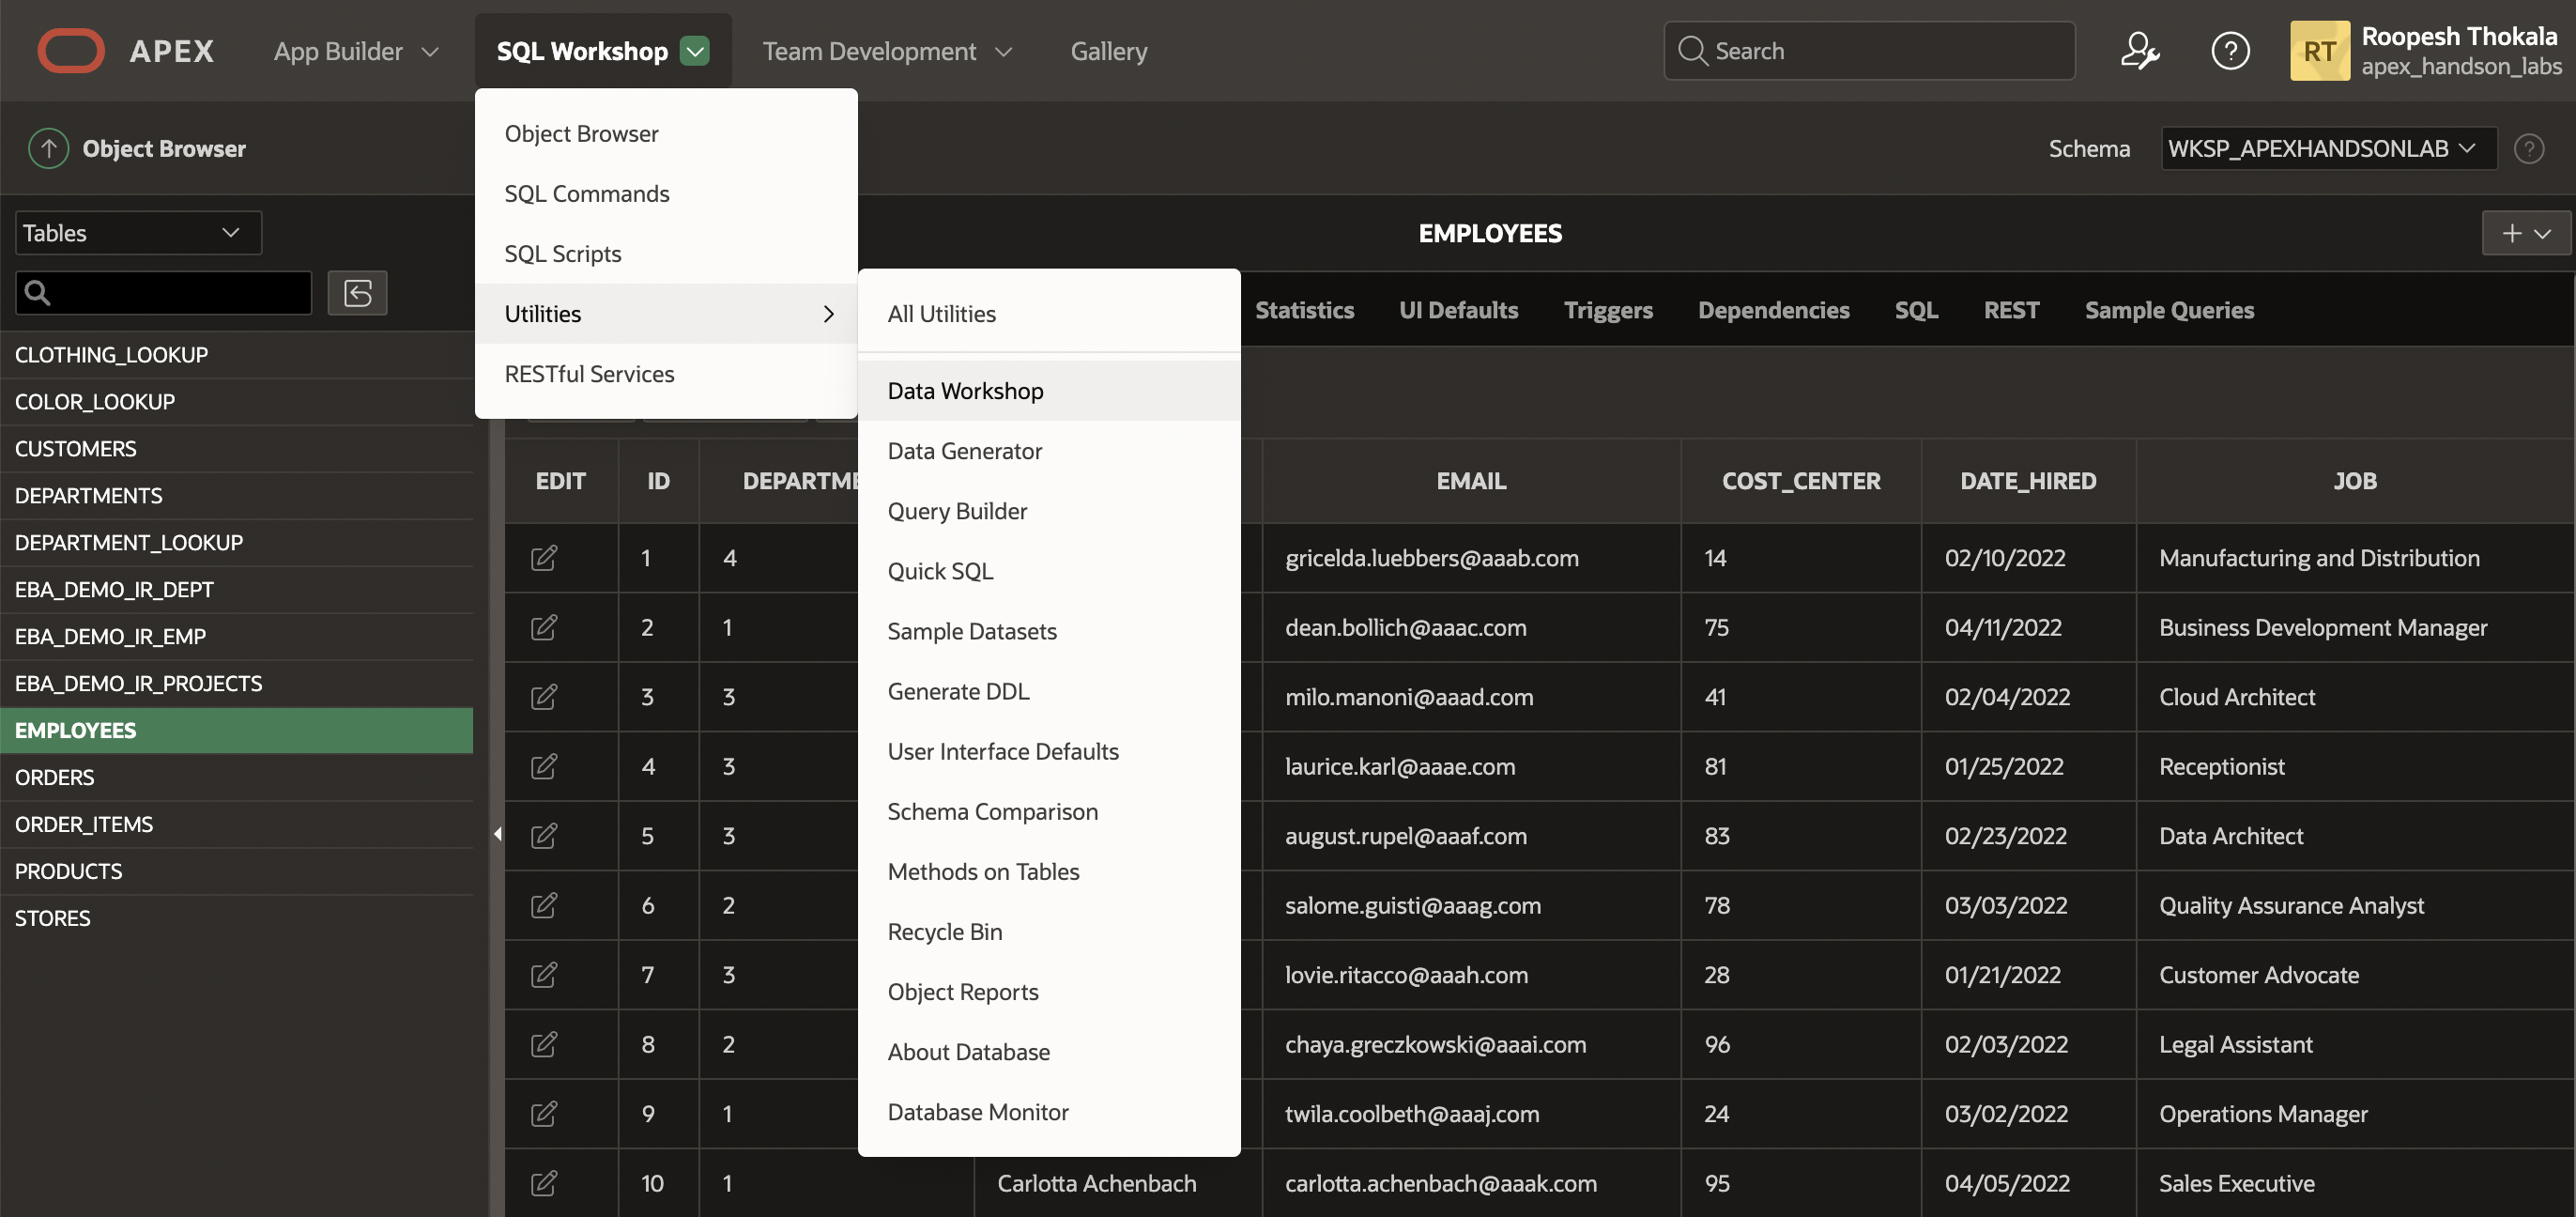 APEX App Builder SQL Workshop Team Development Gallery Search RT Roopesh Thokala
apex_handson_labs
Object Browser Schema WKSP_APEXHANDSONLAB
Tables
CLOTHING_LOOKUP
COLOR_LOOKUP
CUSTOMERS
DEPARTMENTS
DEPARTMENT_LOOKUP
EBA_DEMO_IR_DEPT
EBA_DEMO_IR_EMP
EBA_DEMO_IR_PROJECTS
EMPLOYEES
ORDERS
ORDER_ITEMS
PRODUCTS
STORES
Object Browser
SQL Commands
SQL Scripts
Utilities
RESTful Services
All Utilities
Data Workshop
Data Generator
Query Builder
Quick SQL
Sample Datasets
Generate DDL
User Interface Defaults
Schema Comparison
Methods on Tables
Recycle Bin
Object Reports
About Database
Database Monitor
EMPLOYEES
Statistics UI Defaults Triggers Dependencies SQL REST Sample Queries
EDIT ID EMAIL COST_CENTER DATE_HIRED JOB
1 4 gricelda.luebbers@aaab.com 14 02/10/2022 Manufacturing and Distribution
2 1 dean.bollich@aaac.com 75 04/11/2022 Business Development Manager
3 3 milo.manoni@aaad.com 41 02/04/2022 Cloud Architect
4 3 laurice.karl@aaae.com 81 01/25/2022 Receptionist
5 3 august.rupel@aaaf.com 83 02/23/2022 Data Architect
6 2 salome.guisti@aaag.com 78 03/03/2022 Quality Assurance Analyst
7 3 lovie.ritacco@aaah.com 28 01/21/2022 Customer Advocate
8 2 chaya.greczkowski@aaai.com 96 02/03/2022 Legal Assistant
9 1 twila.coolbeth@aaaj.com 24 03/02/2022 Operations Manager
10 1 Carlotta Achenbach carlotta.achenbach@aaak.com 95 04/05/2022 Sales Executive